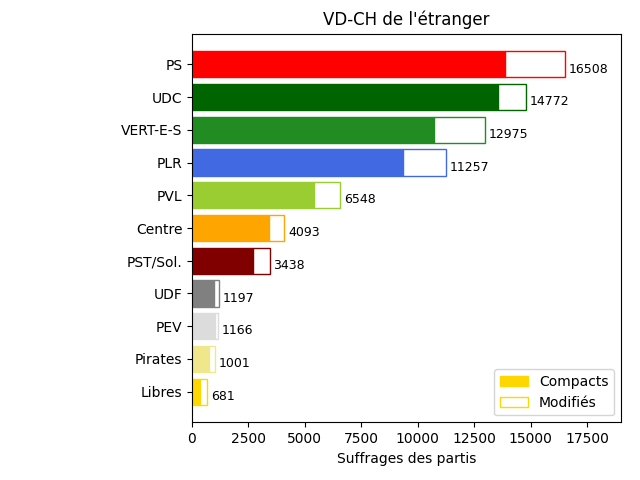 VD-CH de l'étranger
PS 16508
UDC 14772
VERT-E-S 12975
PLR 11257
PVL 6548
Centre 4093
PST/Sol. 3438
UDF 1197
PEV 1166
Pirates 1001
Libres 681
Compacts
Modifiés
0 2500 5000 7500 10000 12500 15000 17500
Suffrages des partis